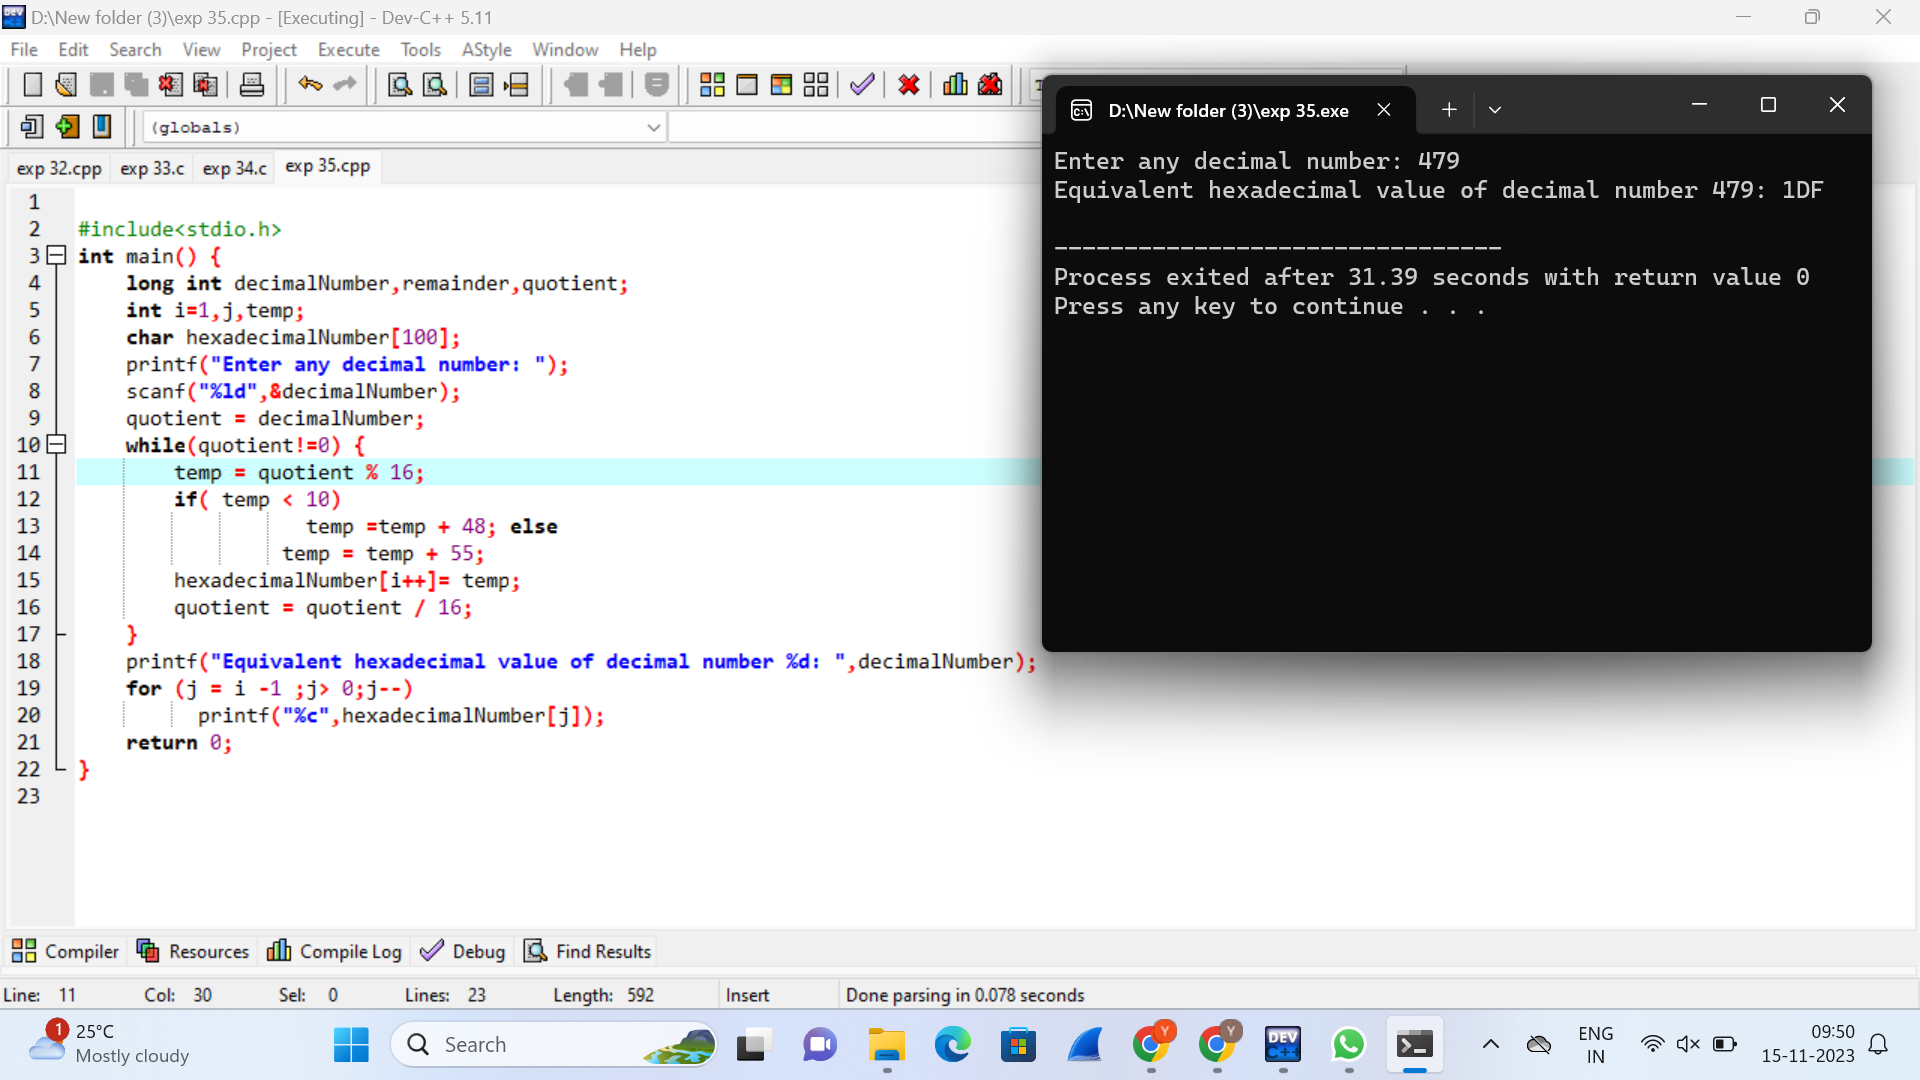 D:\New folder (3)\exp 35.cpp - [Executing] - Dev-C++ 5.11
File Edit Search View Project Execute Tools AStyle Window Help
(globals)
exp 32.cpp exp 33.c exp 34.c exp 35.cpp
1
2 #include<stdio.h>
3 int main() {
4 long int decimalNumber,remainder,quotient;
5 int i=1,j,temp;
6 char hexadecimalNumber[100];
7 printf("Enter any decimal number: ");
8 scanf("%ld",&decimalNumber);
9 quotient = decimalNumber;
10 while(quotient!=0) {
11 temp = quotient % 16;
12 if( temp < 10)
13 temp =temp + 48; else
14 temp = temp + 55;
15 hexadecimalNumber[i++]= temp;
16 quotient = quotient / 16;
17 }
18 printf("Equivalent hexadecimal value of decimal number %d: ",decimalNumber);
19 for (j = i -1 ;j> 0;j--)
20 printf("%c",hexadecimalNumber[j]);
21 return 0;
22 }
23
D:\New folder (3)\exp 35.exe
Enter any decimal number: 479
Equivalent hexadecimal value of decimal number 479: 1DF
--------------------------------
Process exited after 31.39 seconds with return value 0
Press any key to continue . . .
Compiler Resources Compile Log Debug Find Results
Line: 11 Col: 30 Sel: 0 Lines: 23 Length: 592 Insert Done parsing in 0.078 seconds
1
25°C
Mostly cloudy
Search
Y
Y
DEV
C++
ENG
IN
09:50
15-11-2023